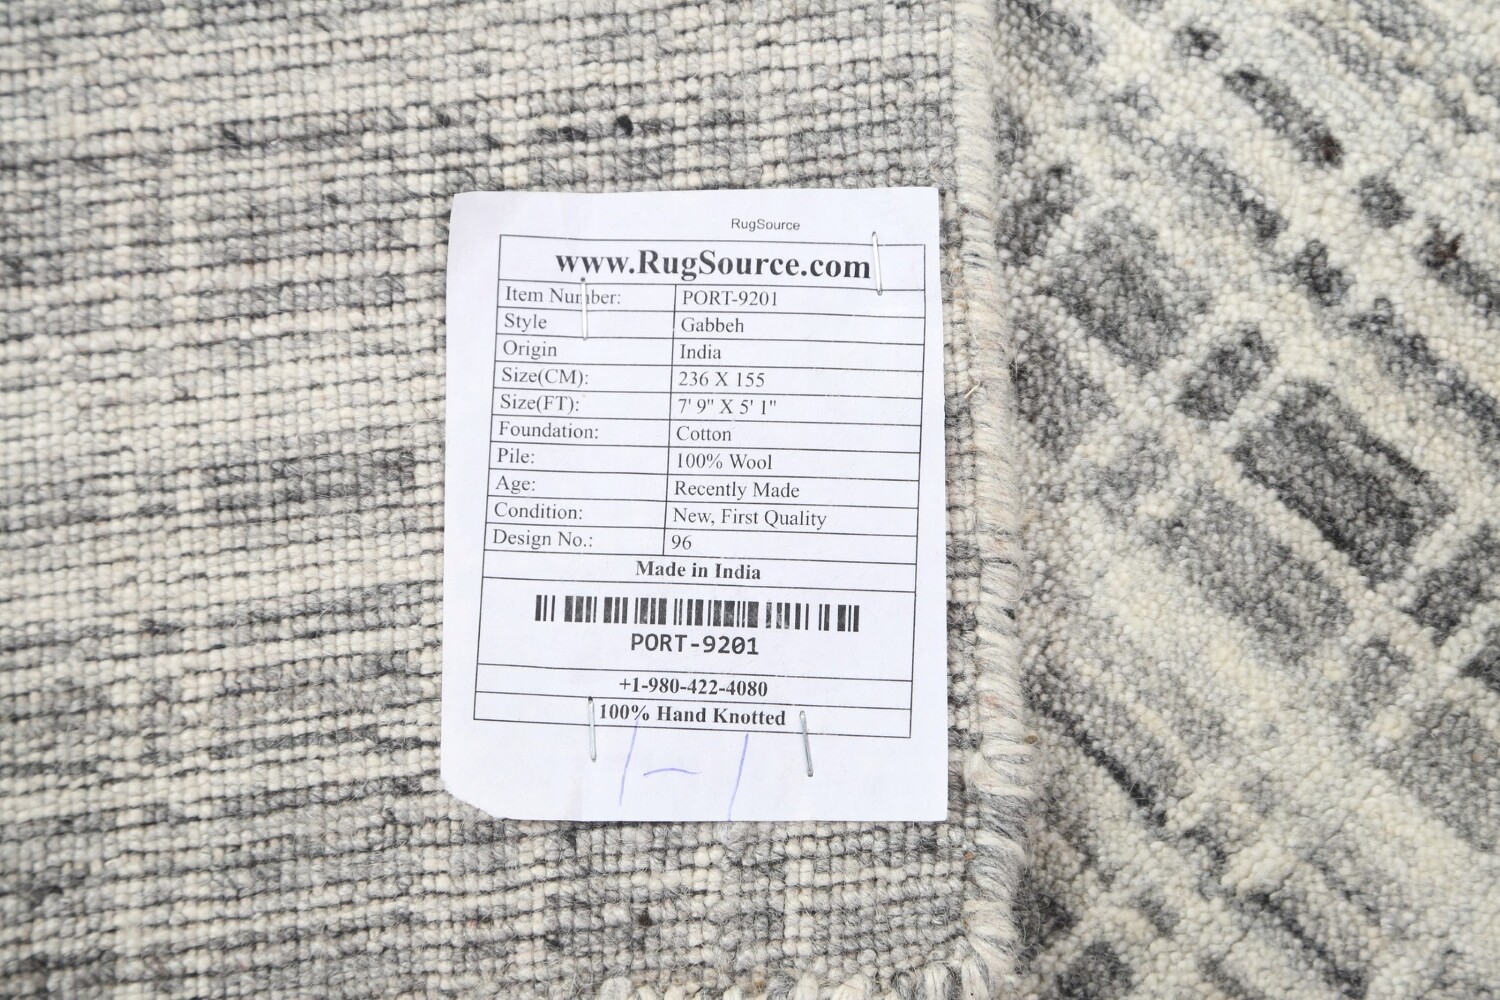 RugSource
www.RugSource.com
Item Number: PORT-9201
Style Gabbeh
Origin India
Size(CM): 236 X 155
Size(FT): 7' 9" X 5' 1"
Foundation: Cotton
Pile: 100% Wool
Age: Recently Made
Condition: New, First Quality
Design No.: 96
Made in India
PORT-9201
+1-980-422-4080
100% Hand Knotted
1-1